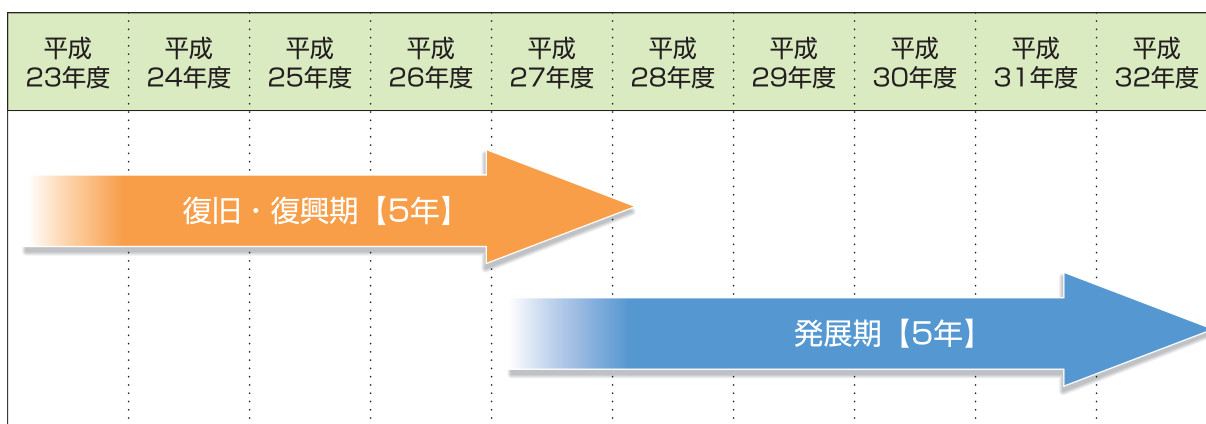 平成
23年度
平成
24年度
平成
25年度
平成
26年度
平成
27年度
平成
28年度
平成
29年度
平成
30年度
平成
31年度
平成
32年度
復旧・復興期【5年】
発展期【5年】